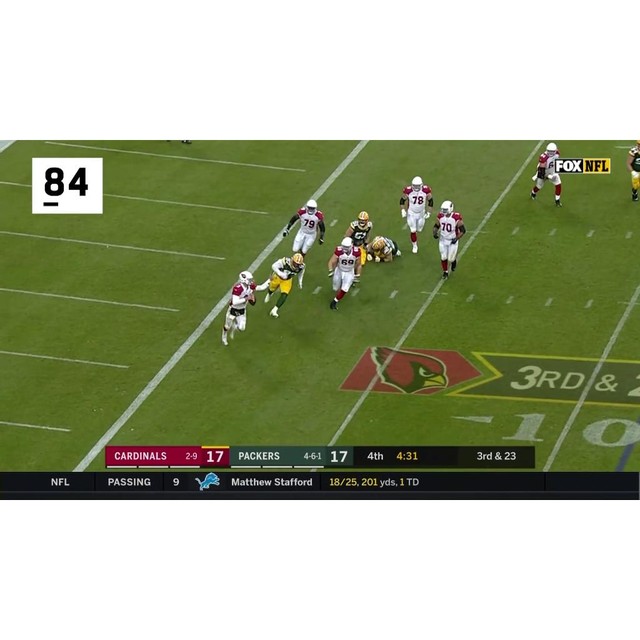 84
FOX NFL
79
78
70
69
3RD & 2
10
CARDINALS 2-9 17 PACKERS 4-6-1 17 4th 4:31 3rd & 23
NFL PASSING 9 Matthew Stafford 18/25, 201 yds, 1 TD